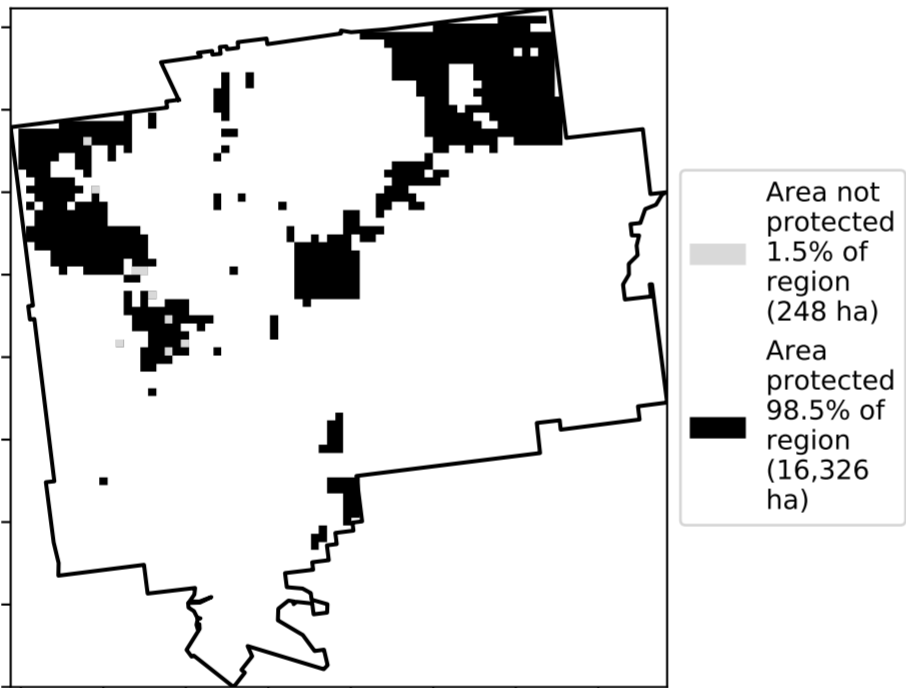 Area not
protected
1.5% of
region
(248 ha)
Area
protected
98.5% of
region
(16,326
ha)